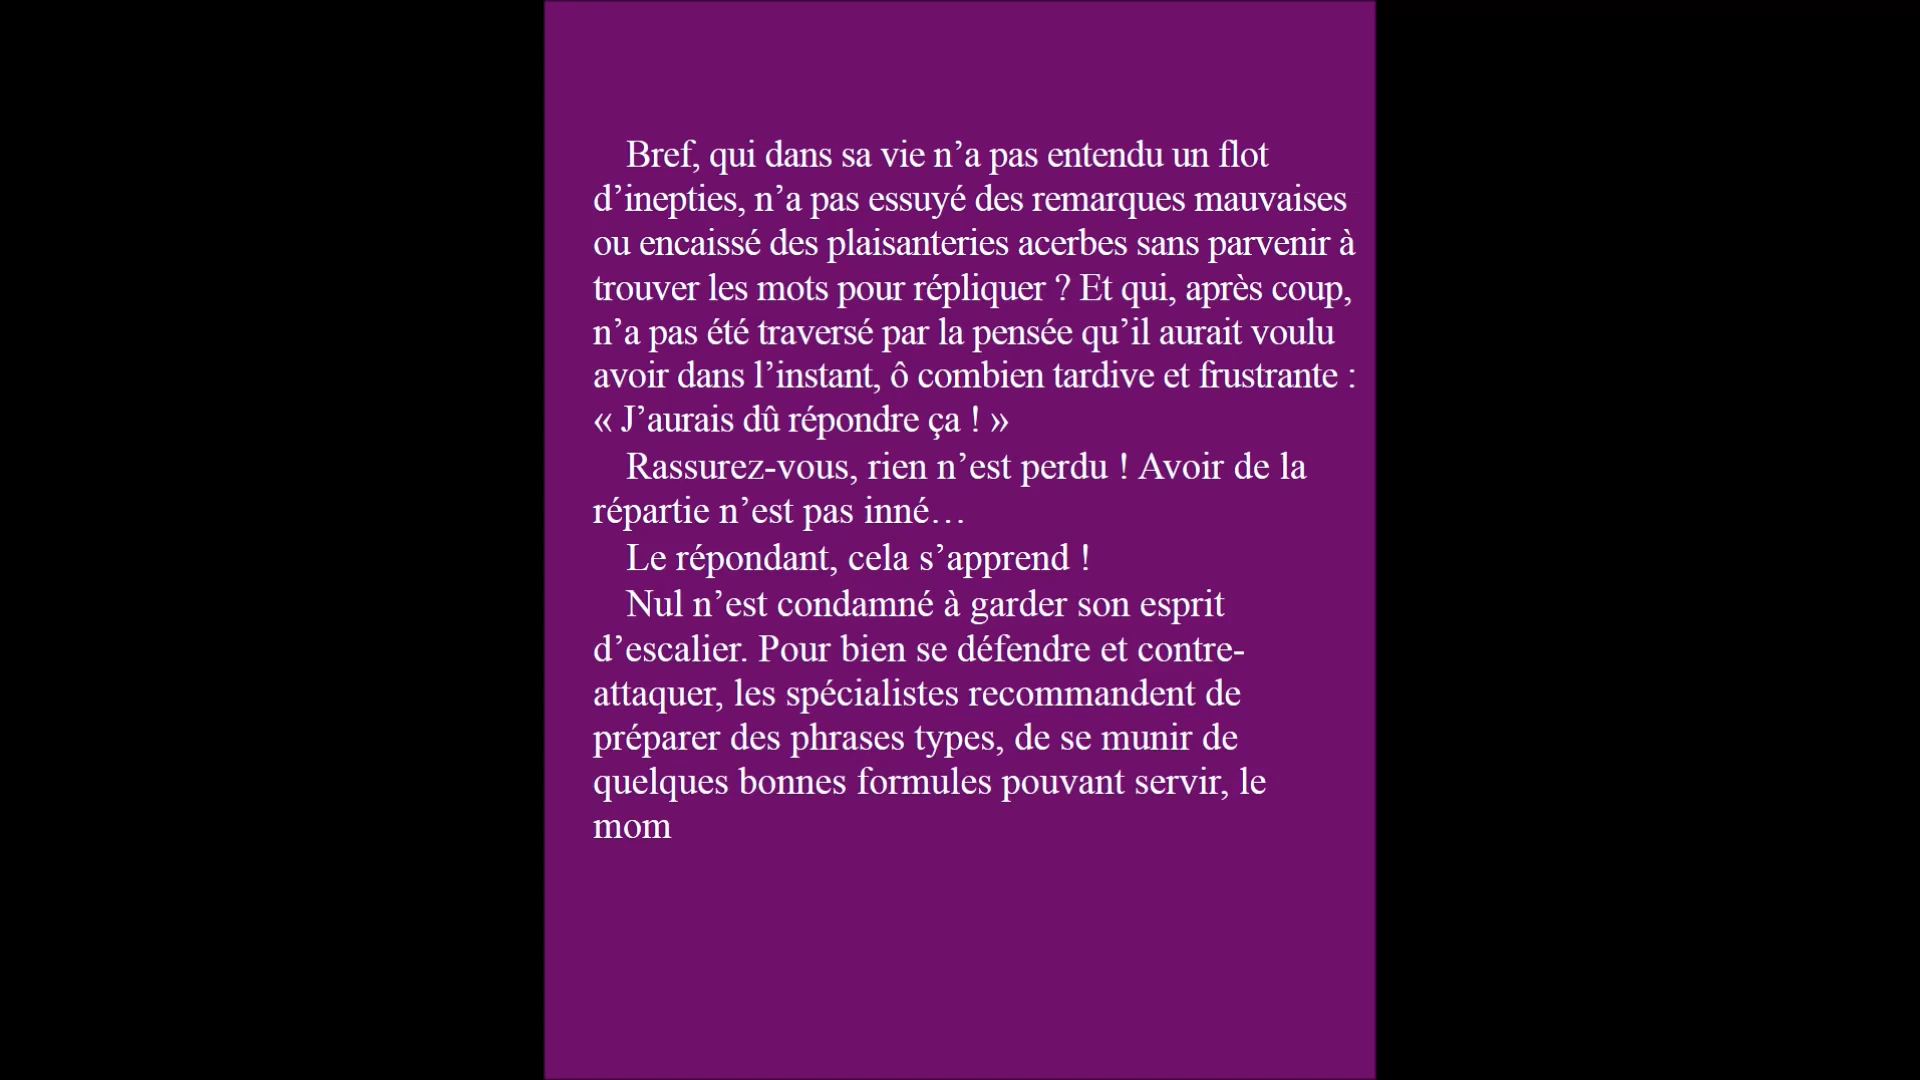 Bref, qui dans sa vie n’a pas entendu un flot
d’inepties, n’a pas essuyé des remarques mauvaises
ou encaissé des plaisanteries acerbes sans parvenir à
trouver les mots pour répliquer ? Et qui, après coup,
n’a pas été traversé par la pensée qu’il aurait voulu
avoir dans l’instant, ô combien tardive et frustrante :
« J’aurais dû répondre ça ! »
Rassurez-vous, rien n’est perdu ! Avoir de la
répartie n’est pas inné…
Le répondant, cela s’apprend !
Nul n’est condamné à garder son esprit
d’escalier. Pour bien se défendre et contre-
attaquer, les spécialistes recommandent de
préparer des phrases types, de se munir de
quelques bonnes formules pouvant servir, le
mom